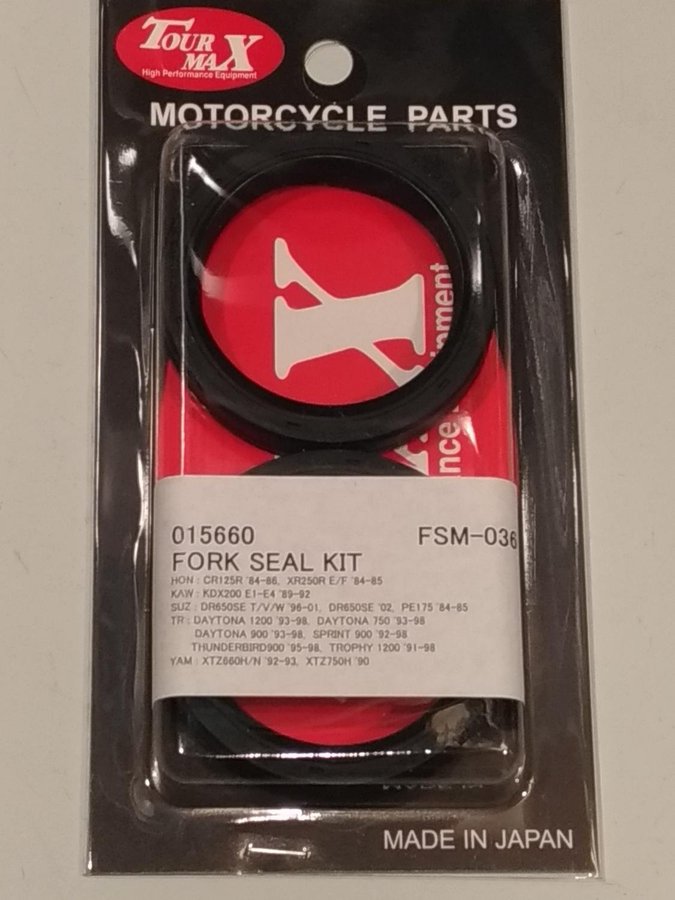 TOUR
MAX
High Performance Equipment
MOTORCYCLE PARTS
X
inment
nce
015660 FSM-036
FORK SEAL KIT
HON : CR125R '84-86, XR250R E/F '84-85
KAW : KDX200 E1-E4 '89-92
SUZ : DR650SE T/V/W '96-01, DR650SE '02, PE175 '84-85
TR : DAYTONA 1200 '93-98, DAYTONA 750 '93-98
DAYTONA 900 '93-98, SPRINT 900 '92-98
THUNDERBIRD900 '95-98, TROPHY 1200 '91-98
YAM : XTZ660H/N '92-93, XTZ750H '90
MADE IN JAPAN